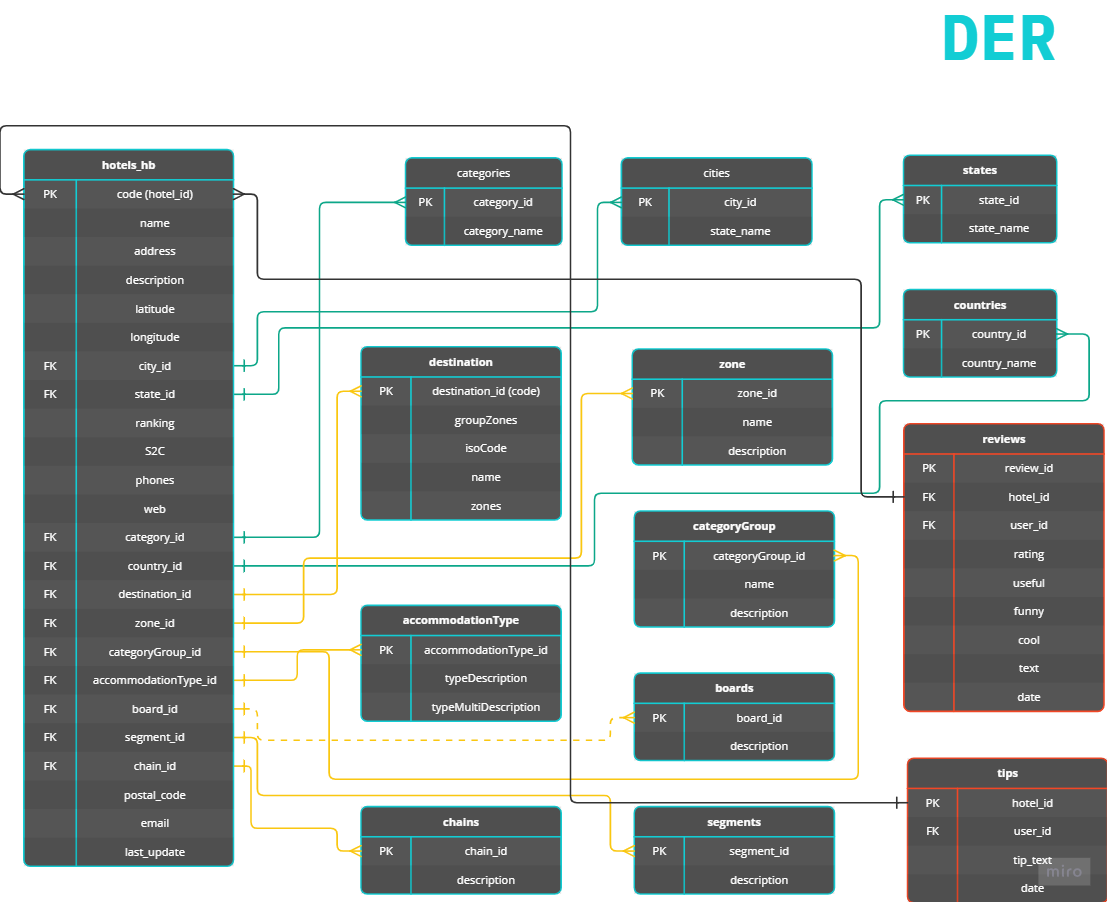 DER
hotels_hb
PK code (hotel_id)
name
address
description
latitude
longitude
FK city_id
FK state_id
ranking
S2C
phones
web
FK category_id
FK country_id
FK destination_id
FK zone_id
FK categoryGroup_id
FK accommodationType_id
FK board_id
FK segment_id
FK chain_id
postal_code
email
last_update
categories
PK category_id
category_name
cities
PK city_id
state_name
states
PK state_id
state_name
countries
PK country_id
country_name
destination
PK destination_id (code)
groupZones
isoCode
name
zones
zone
PK zone_id
name
description
categoryGroup
PK categoryGroup_id
name
description
accommodationType
PK accommodationType_id
typeDescription
typeMultiDescription
boards
PK board_id
description
chains
PK chain_id
description
segments
PK segment_id
description
reviews
PK review_id
FK hotel_id
FK user_id
rating
useful
funny
cool
text
date
tips
PK hotel_id
FK user_id
tip_text
date
miro